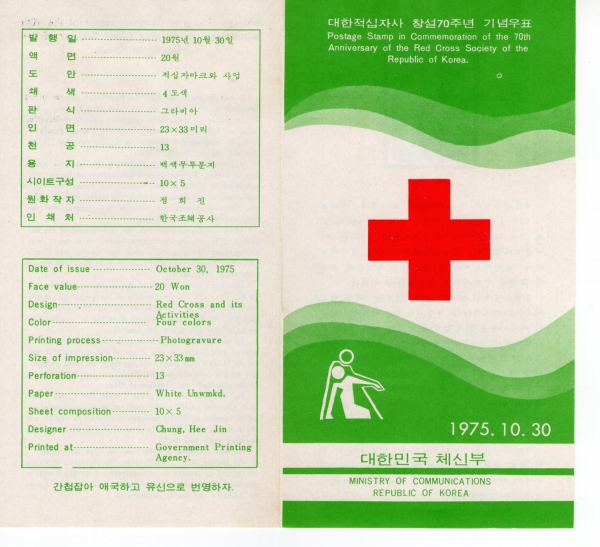 발 행 일 1975년 10월 30일
액 면 20원
도 안 적십자마크와 사업
쇄 색 4도색
판 식 그라비아
인 면 23×33미리
천 공 13
용 지 백색무투문지
시이트구성 10×5
원화작자 정 희 진
인 쇄 처 한국조폐공사
Date of issue October 30, 1975
Face value 20 Won
Design Red Cross and its
Activities
Color Four colors
Printing process Photogravure
Size of impression 23×33mm
Perforation 13
Paper White Unwmkd.
Sheet composition 10×5
Designer Chung, Hee Jin
Printed at Government Printing
Agency.
간첩잡아 애국하고 유신으로 번영하자.
대한적십자사 창설70주년 기념우표
Postage Stamp in Commemoration of the 70th
Anniversary of the Red Cross Society of the
Republic of Korea.
1975. 10. 30
대한민국 체신부
MINISTRY OF COMMUNICATIONS
REPUBLIC OF KOREA